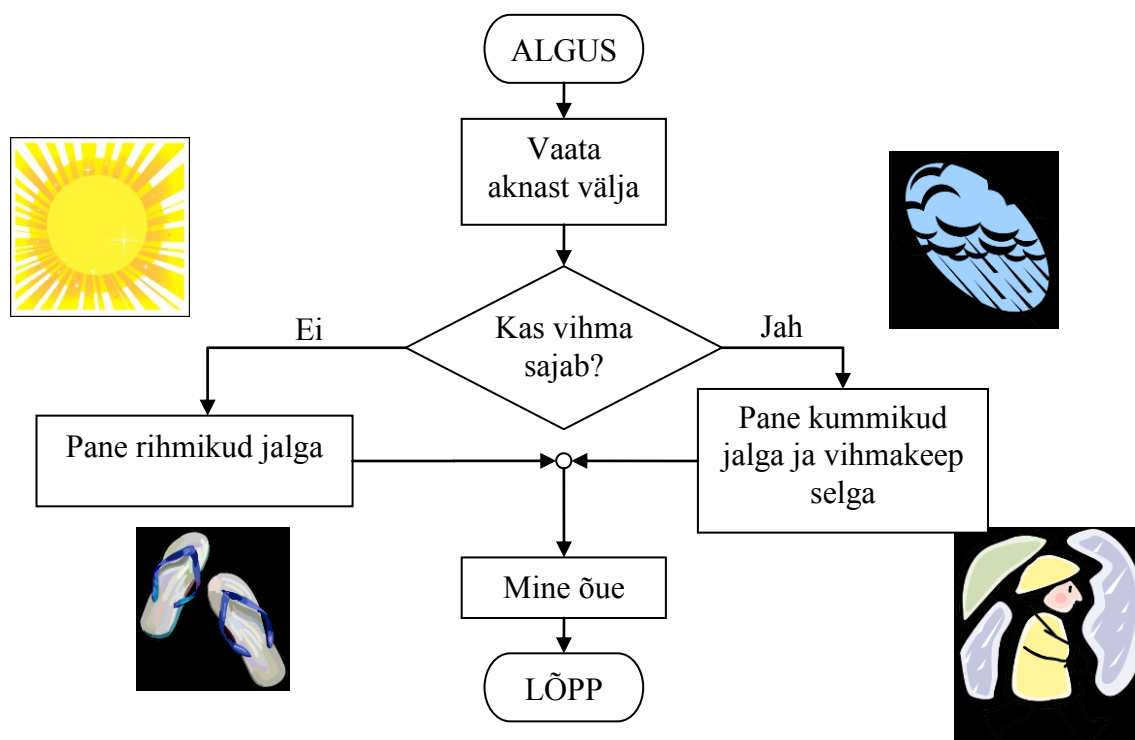 ALGUS
Vaata
aknast välja
Kas vihma
sajab?
Ei
Jah
Pane rihmikud jalga
Pane kummikud
jalga ja vihmakeep
selga
Mine õue
LÕPP